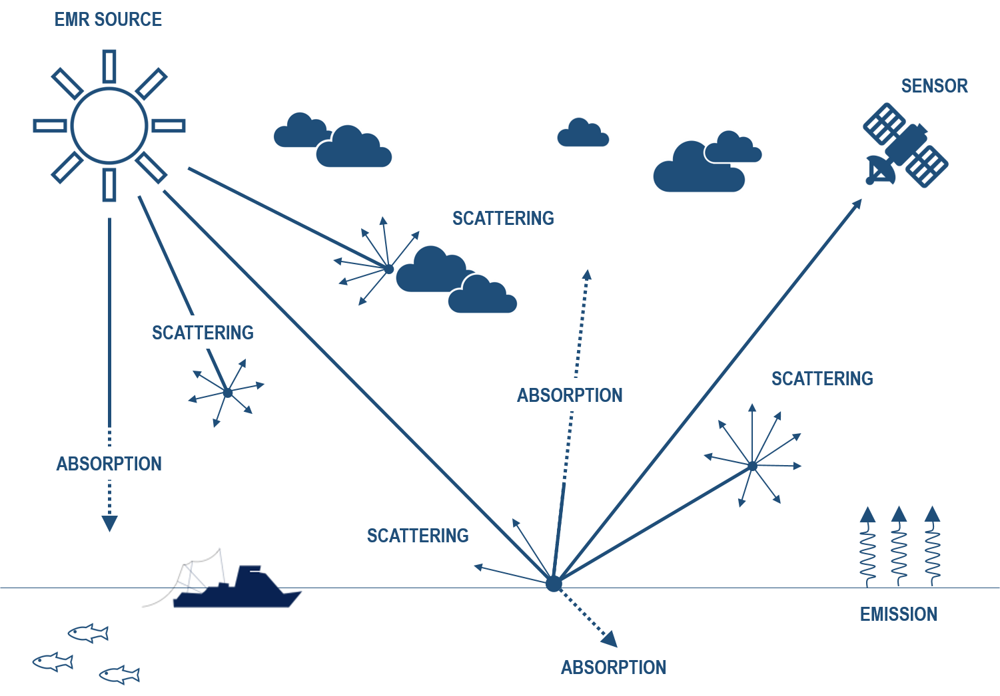 EMR SOURCE
SENSOR
SCATTERING
SCATTERING
SCATTERING
ABSORPTION
ABSORPTION
SCATTERING
EMISSION
ABSORPTION